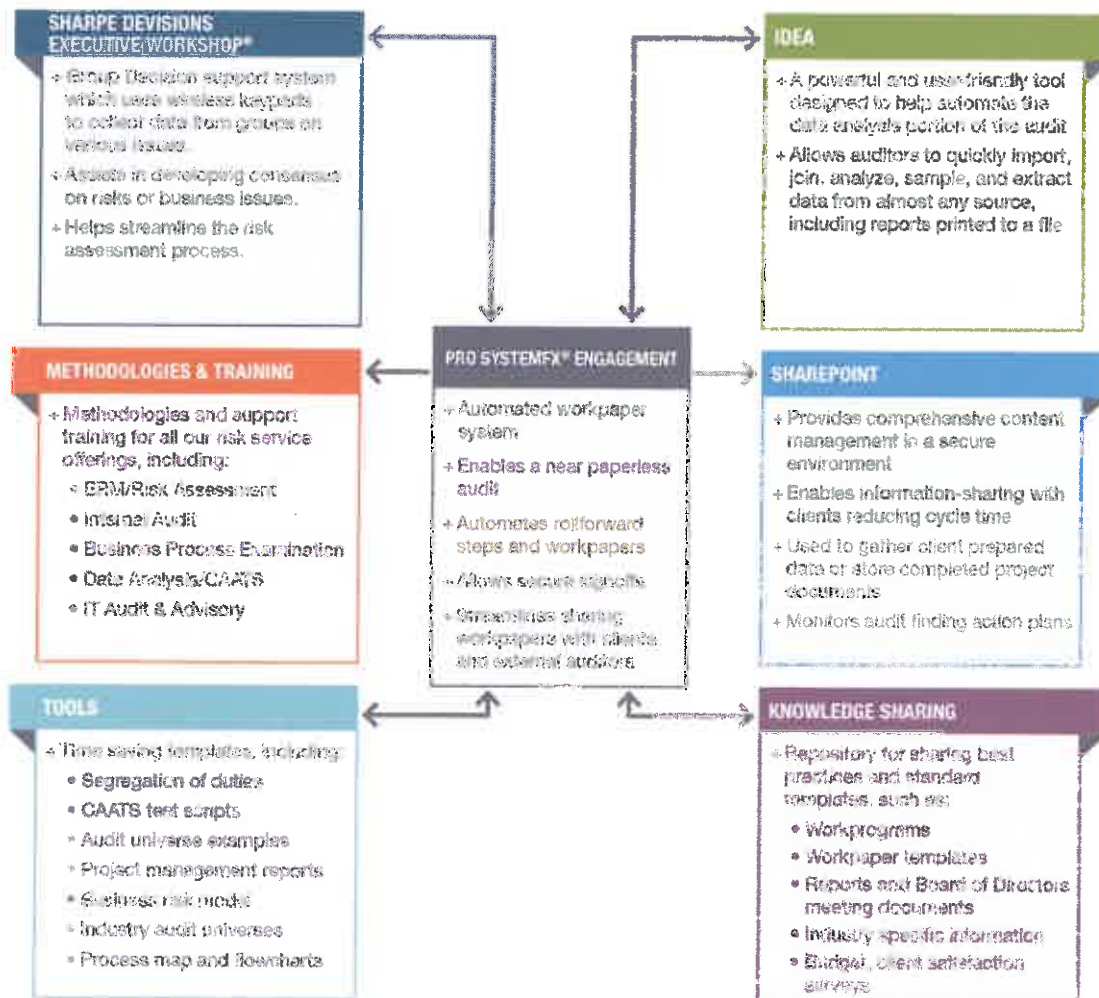 SHARPE DEVISIONS
EXECUTIVE WORKSHOP®
+ Group Decision support system
which uses wireless keypads
to collect data from groups on
various issues.
+ Assists in developing consensus
on risks or business issues.
+ Helps streamline the risk
assessment process.
IDEA
+ A powerful and user-friendly tool
designed to help automate the
data analysis portion of the audit
+ Allows auditors to quickly import,
join, analyze, sample, and extract
data from almost any source,
including reports printed to a file
METHODOLOGIES & TRAINING
+ Methodologies and support
training for all our risk service
offerings, including:
• ERM/Risk Assessment
• Internal Audit
• Business Process Examination
• Data Analysis/CAATS
• IT Audit & Advisory
PRO SYSTEMFX® ENGAGEMENT
+ Automated workpaper
system
+ Enables a near paperless
audit
+ Automates rollforward
steps and workpapers
+ Allows secure signoffs
+ Streamlines sharing
workpapers with clients
and external auditors
SHAREPOINT
+ Provides comprehensive content
management in a secure
environment
+ Enables information-sharing with
clients reducing cycle time
+ Used to gather client prepared
data or store completed project
documents
+ Monitors audit finding action plans
TOOLS
+ Time saving templates, including:
• Segregation of duties
• CAATS test scripts
• Audit universe examples
• Project management reports
• Business risk model
• Industry audit universes
• Process map and flowcharts
KNOWLEDGE SHARING
+ Repository for sharing best
practices and standard
templates, such as:
• Workprograms
• Workpaper templates
• Reports and Board of Directors
meeting documents
• Industry specific information
• Budget, client satisfaction
surveys